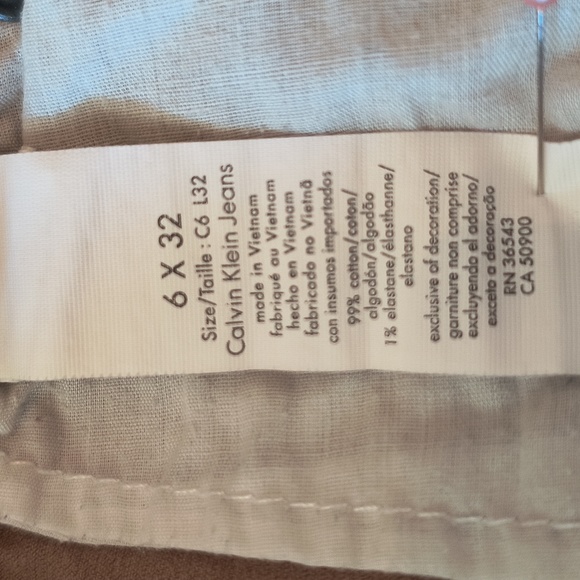 6 X 32
Size/Taille : C6 L32
Calvin Klein Jeans
made in Vietnam
fabriqué au Vietnam
hecho en Vietnam
fabricado no Vietnã
con insumos importados
99% cotton/coton/
algodón/algodão
1% elastane/élasthanne/
elastano
exclusive of decoration/
garniture non comprise
excluyendo el adorno/
exceto a decoração
RN 36543
CA 50900